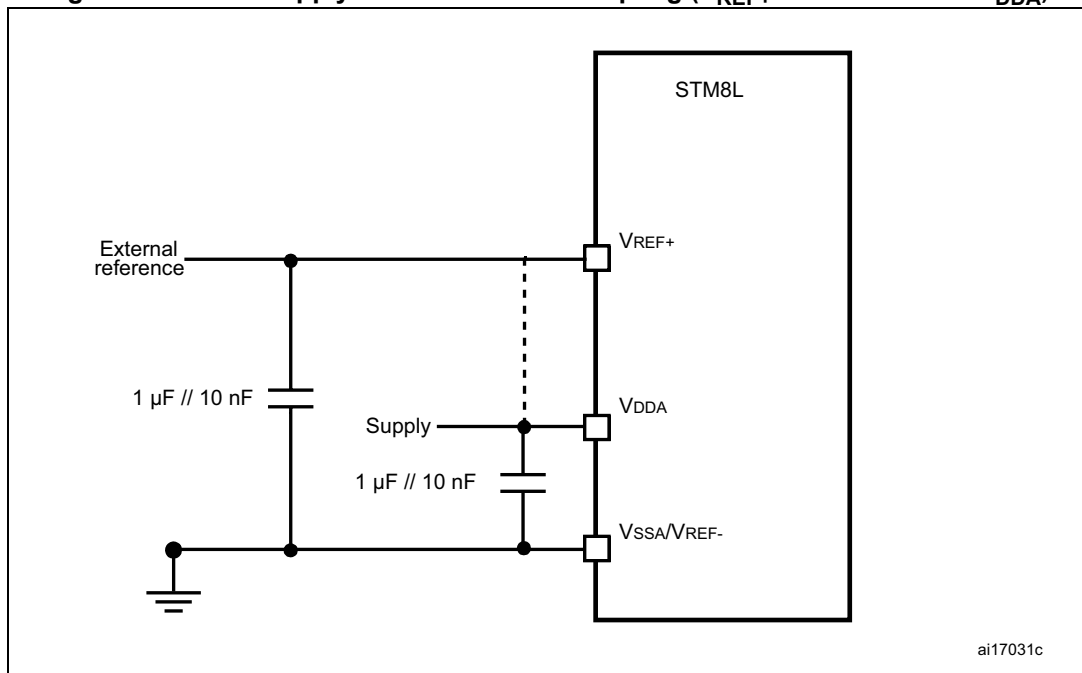 STM8L
VREF+
External
reference
1 µF // 10 nF
VDDA
Supply
1 µF // 10 nF
VSSA/VREF-
ai17031c